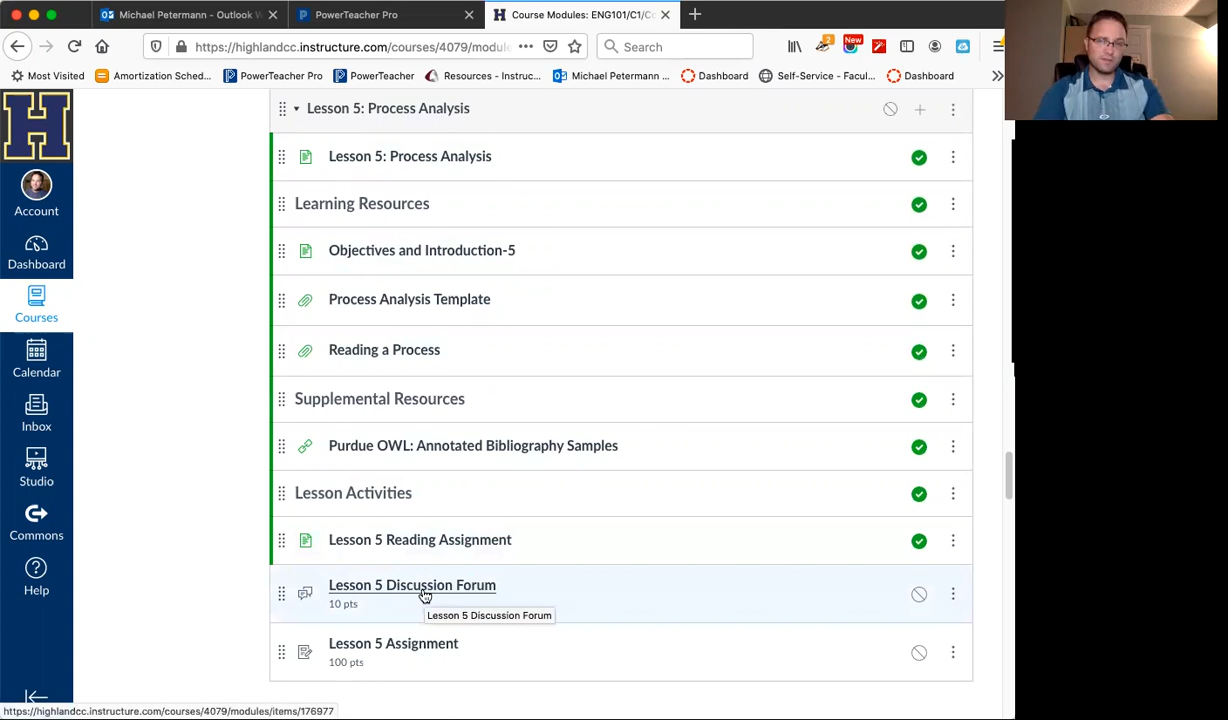 Michael Petermann - Outlook W
PowerTeacher Pro
Course Modules: ENG101/C1/Co
https://highlandcc.instructure.com/courses/4079/module
Search
2
New
Most Visited
Amortization Sched...
PowerTeacher Pro
PowerTeacher
Resources - Instruc...
Michael Petermann ...
Dashboard
Self-Service - Facul...
Dashboard
H
Account
Dashboard
Courses
Calendar
Inbox
Studio
Commons
Help
Lesson 5: Process Analysis
Lesson 5: Process Analysis
Learning Resources
Objectives and Introduction-5
Process Analysis Template
Reading a Process
Supplemental Resources
Purdue OWL: Annotated Bibliography Samples
Lesson Activities
Lesson 5 Reading Assignment
Lesson 5 Discussion Forum
10 pts
Lesson 5 Discussion Forum
Lesson 5 Assignment
100 pts
https://highlandcc.instructure.com/courses/4079/modules/items/176977